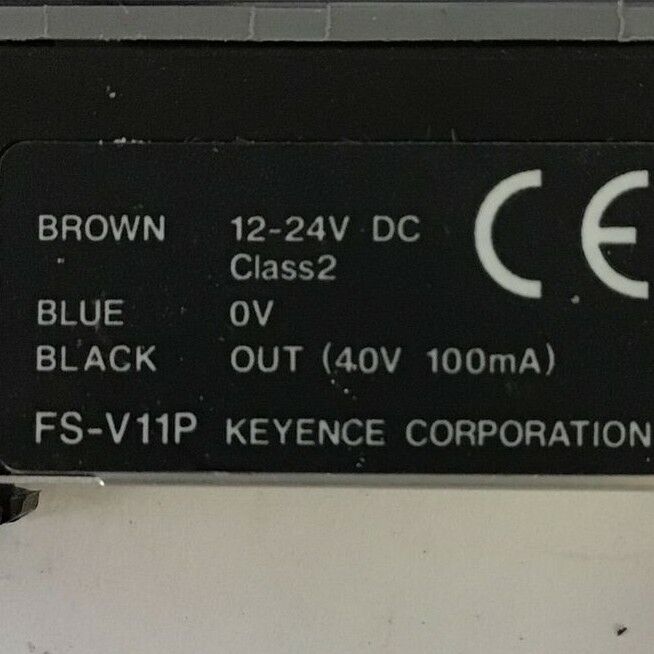 BROWN 12-24V DC CE
Class2
BLUE 0V
BLACK OUT (40V 100mA)
FS-V11P KEYENCE CORPORATION